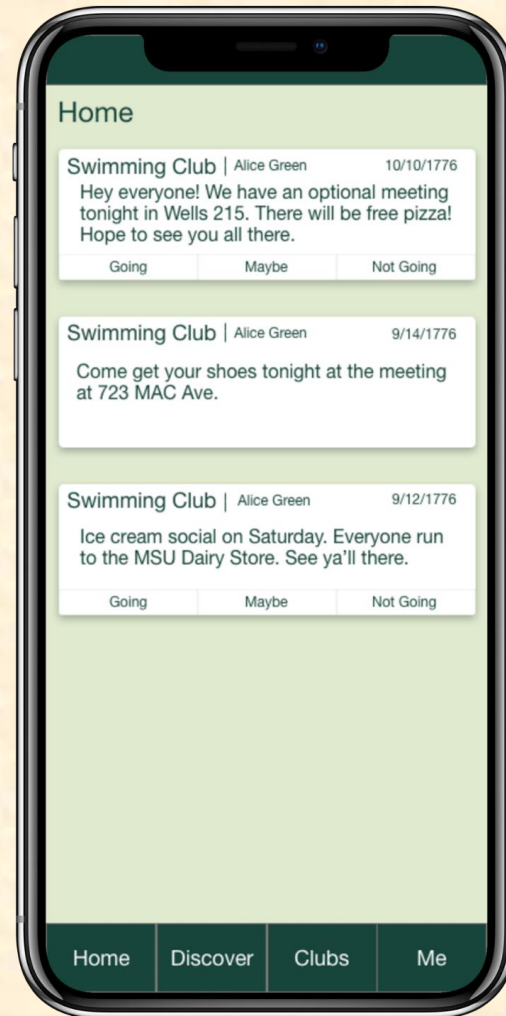 Home
Swimming Club | Alice Green 10/10/1776
Hey everyone! We have an optional meeting
tonight in Wells 215. There will be free pizza!
Hope to see you all there.
Going Maybe Not Going
Swimming Club | Alice Green 9/14/1776
Come get your shoes tonight at the meeting
at 723 MAC Ave.
Swimming Club | Alice Green 9/12/1776
Ice cream social on Saturday. Everyone run
to the MSU Dairy Store. See ya'll there.
Going Maybe Not Going
Home Discover Clubs Me